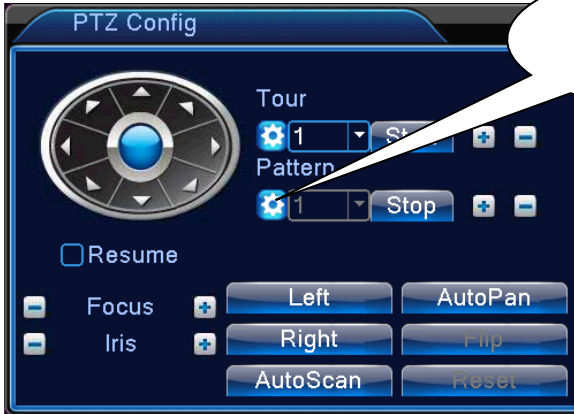 PTZ Config
Tour
1
Pattern
1 Stop
Resume
Focus Left AutoPan
Iris Right Flip
AutoScan Reset